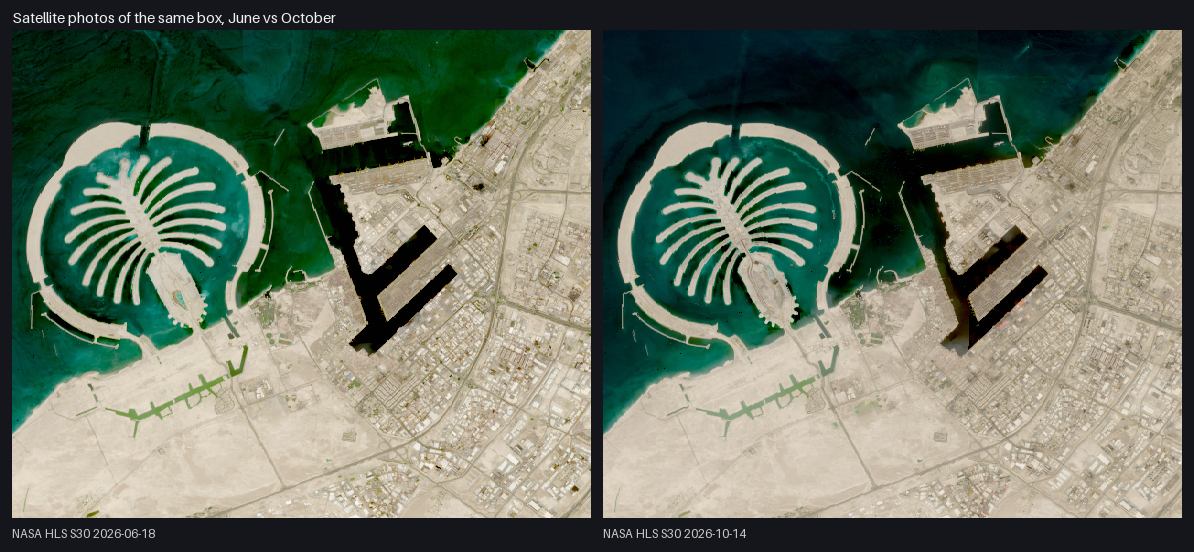 Satellite photos of the same box, June vs October
NASA HLS S30 2026-06-18
NASA HLS S30 2026-10-14